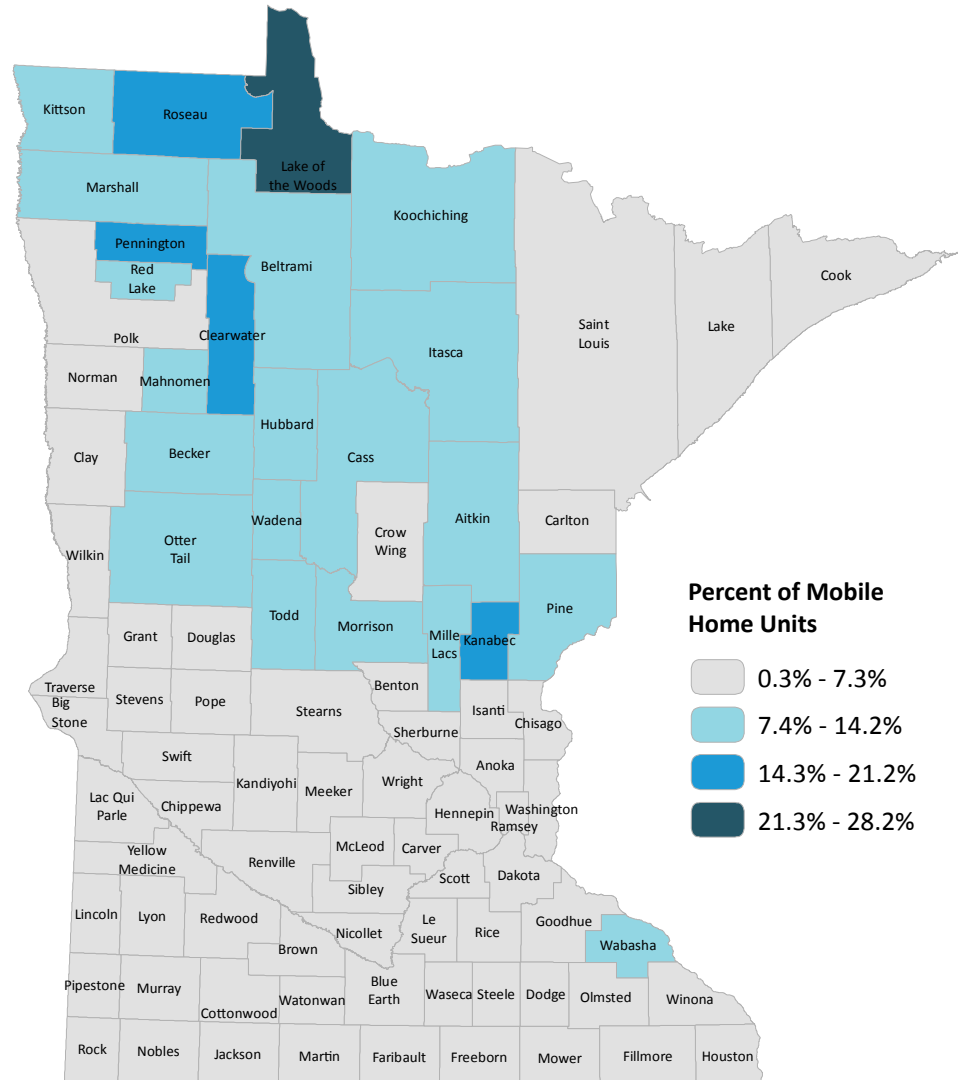 Kittson
Roseau
Lake of
the Woods
Marshall
Koochiching
Pennington
Beltrami
Red
Lake
Cook
Saint
Louis
Lake
Clearwater
Polk
Itasca
Norman
Mahnomen
Hubbard
Becker
Clay
Cass
Wadena
Aitkin
Carlton
Crow
Wing
Otter
Tail
Wilkin
Pine
Todd
Morrison
Mille
Lacs
Kanabec
Grant
Douglas
Traverse
Big
Stone
Stevens
Pope
Stearns
Benton
Isanti
Chisago
Sherburne
Swift
Anoka
Kandiyohi
Meeker
Wright
Lac Qui
Parle
Chippewa
Hennepin
Washington
Ramsey
Yellow
Medicine
Renville
McLeod
Carver
Scott
Dakota
Sibley
Lincoln
Lyon
Redwood
Nicollet
Le
Sueur
Rice
Goodhue
Wabasha
Brown
Pipestone
Murray
Cottonwood
Watonwan
Blue
Earth
Waseca
Steele
Dodge
Olmsted
Winona
Rock
Nobles
Jackson
Martin
Faribault
Freeborn
Mower
Fillmore
Houston
Percent of Mobile
Home Units
0.3% - 7.3%
7.4% - 14.2%
14.3% - 21.2%
21.3% - 28.2%